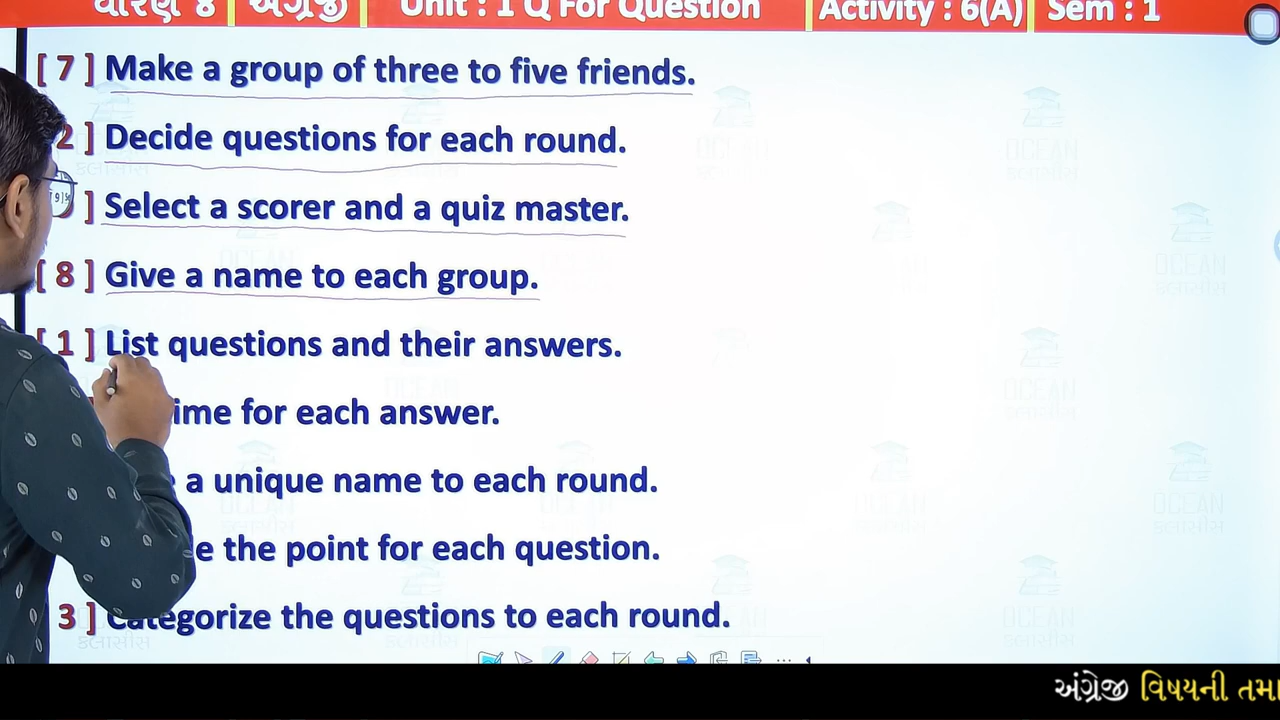 ધોરણ ૪ અંગ્રેજી Unit : 1 Q For Question Activity : 6(A) Sem : 1
[ 7 ] Make a group of three to five friends.
2 ] Decide questions for each round.
] Select a scorer and a quiz master.
[ 8 ] Give a name to each group.
[ 1 ] List questions and their answers.
for each answer.
a unique name to each round.
the point for each question.
3 ] Categorize the questions to each round.
OCEAN
ક્લાસીસ
અંગ્રેજી વિષયની